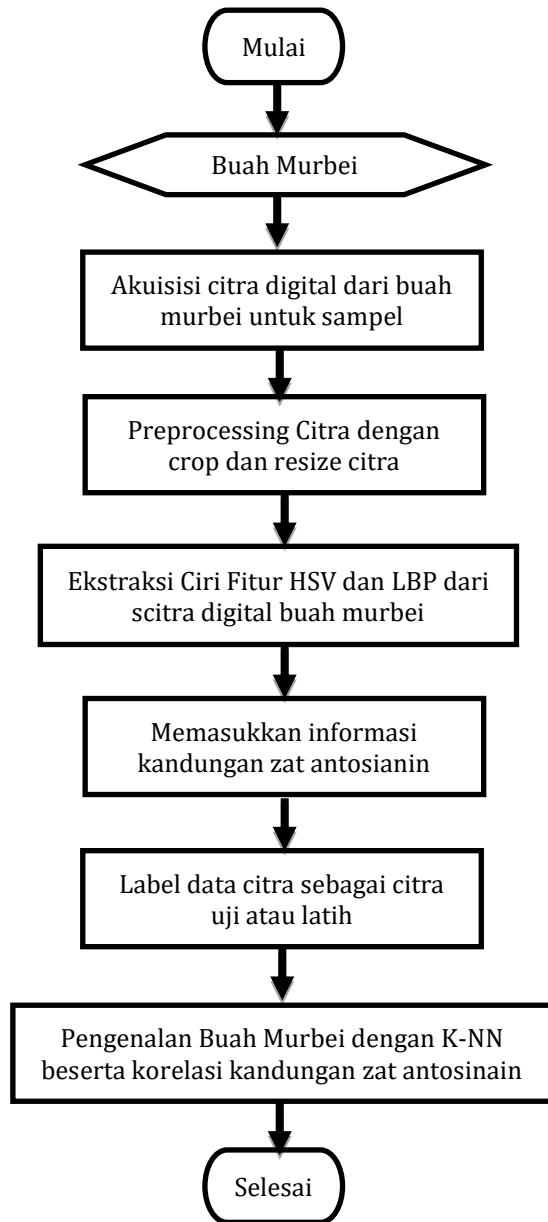 Mulai
Buah Murbei
Akuisisi citra digital dari buah
murbei untuk sampel
Preprocessing Citra dengan
crop dan resize citra
Ekstraksi Ciri Fitur HSV dan LBP dari
scitra digital buah murbei
Memasukkan informasi
kandungan zat antosianin
Label data citra sebagai citra
uji atau latih
Pengenalan Buah Murbei dengan K-NN
beserta korelasi kandungan zat antosinain
Selesai